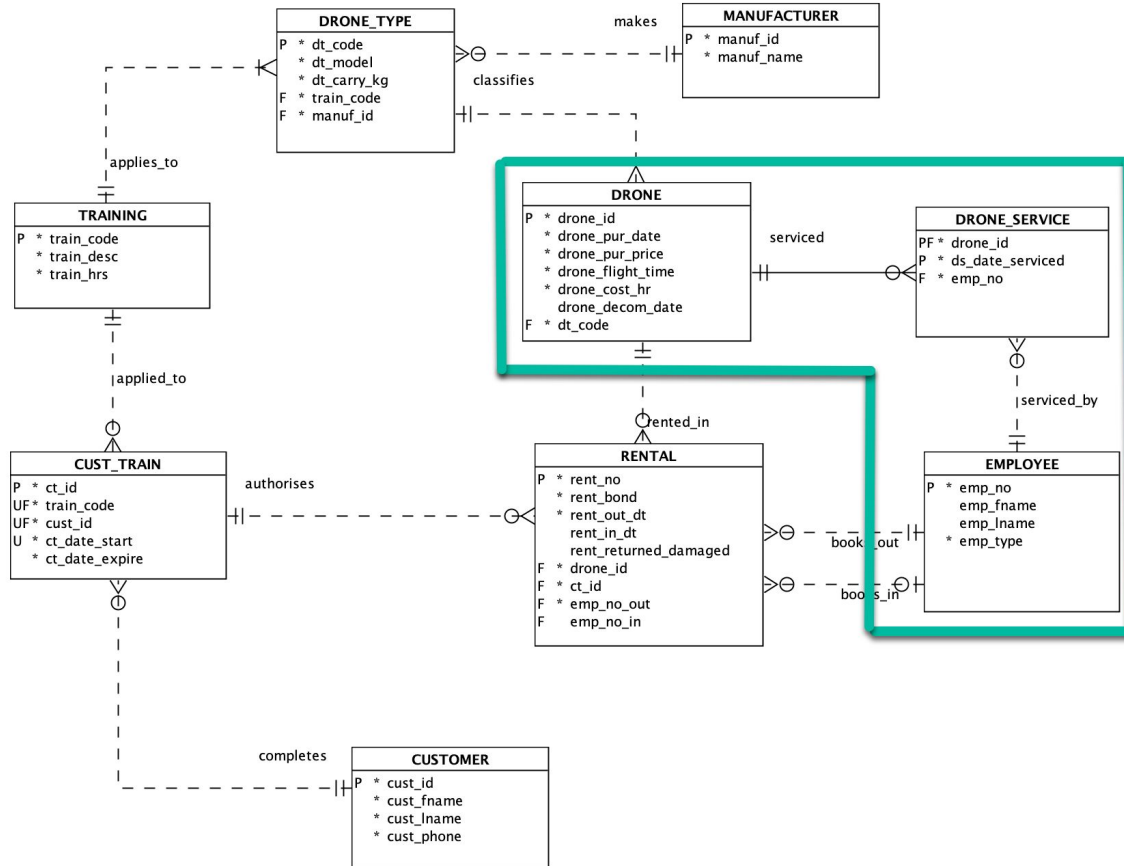 DRONE_TYPE
P * dt_code
* dt_model
* dt_carry_kg
F * train_code
F * manuf_id
makes
MANUFACTURER
P * manuf_id
* manuf_name
classifies
applies_to
TRAINING
P * train_code
* train_desc
* train_hrs
DRONE
P * drone_id
* drone_pur_date
* drone_pur_price
* drone_flight_time
* drone_cost_hr
drone_decom_date
F * dt_code
serviced
DRONE_SERVICE
PF * drone_id
P * ds_date_serviced
F * emp_no
applied_to
rented_in
serviced_by
CUST_TRAIN
P * ct_id
UF * train_code
UF * cust_id
U * ct_date_start
* ct_date_expire
authorises
RENTAL
P * rent_no
* rent_bond
* rent_out_dt
rent_in_dt
rent_returned_damaged
F * drone_id
F * ct_id
F * emp_no_out
F emp_no_in
books_out
books_in
EMPLOYEE
P * emp_no
emp_fname
emp_lname
* emp_type
completes
CUSTOMER
P * cust_id
* cust_fname
* cust_lname
* cust_phone